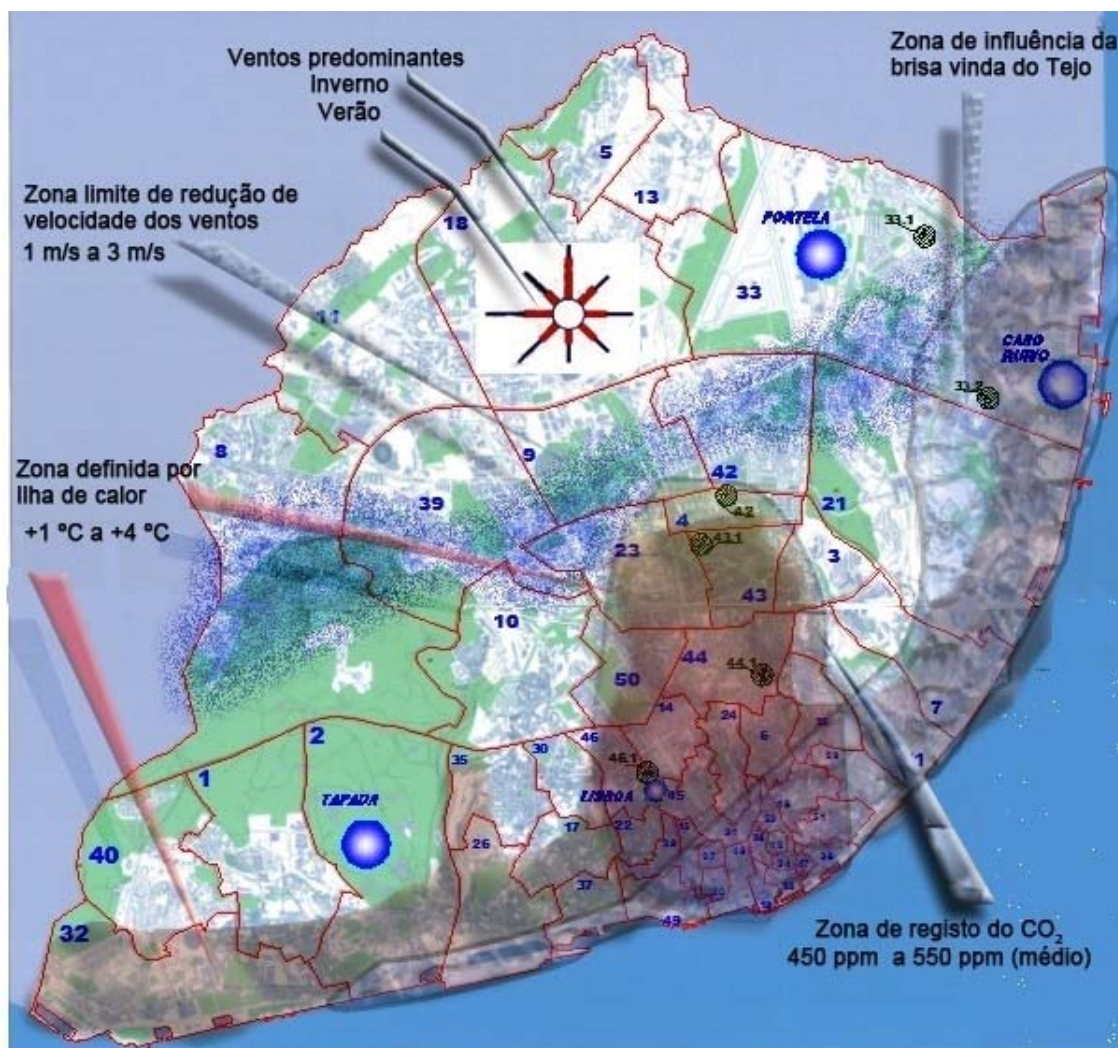 Ventos predominantes
Inverno
Verão
Zona de influência da
brisa vinda do Tejo
Zona limite de redução de
velocidade dos ventos
1 m/s a 3 m/s
Zona definida por
Ilha de calor
+1 ºC a +4 ºC
Zona de registo do CO₂
450 ppm a 550 ppm (médio)
5
13
18
PORTELA
33.1
33
11
CABO
RUIVO
33.2
8
9
42
39
21
42
4
43.1
23
3
43
10
44
50
44.1
14
7
24
6
2
30
46
35
1
1
46.1
LISBOA
45
TAPADA
17
22
26
40
37
32
49